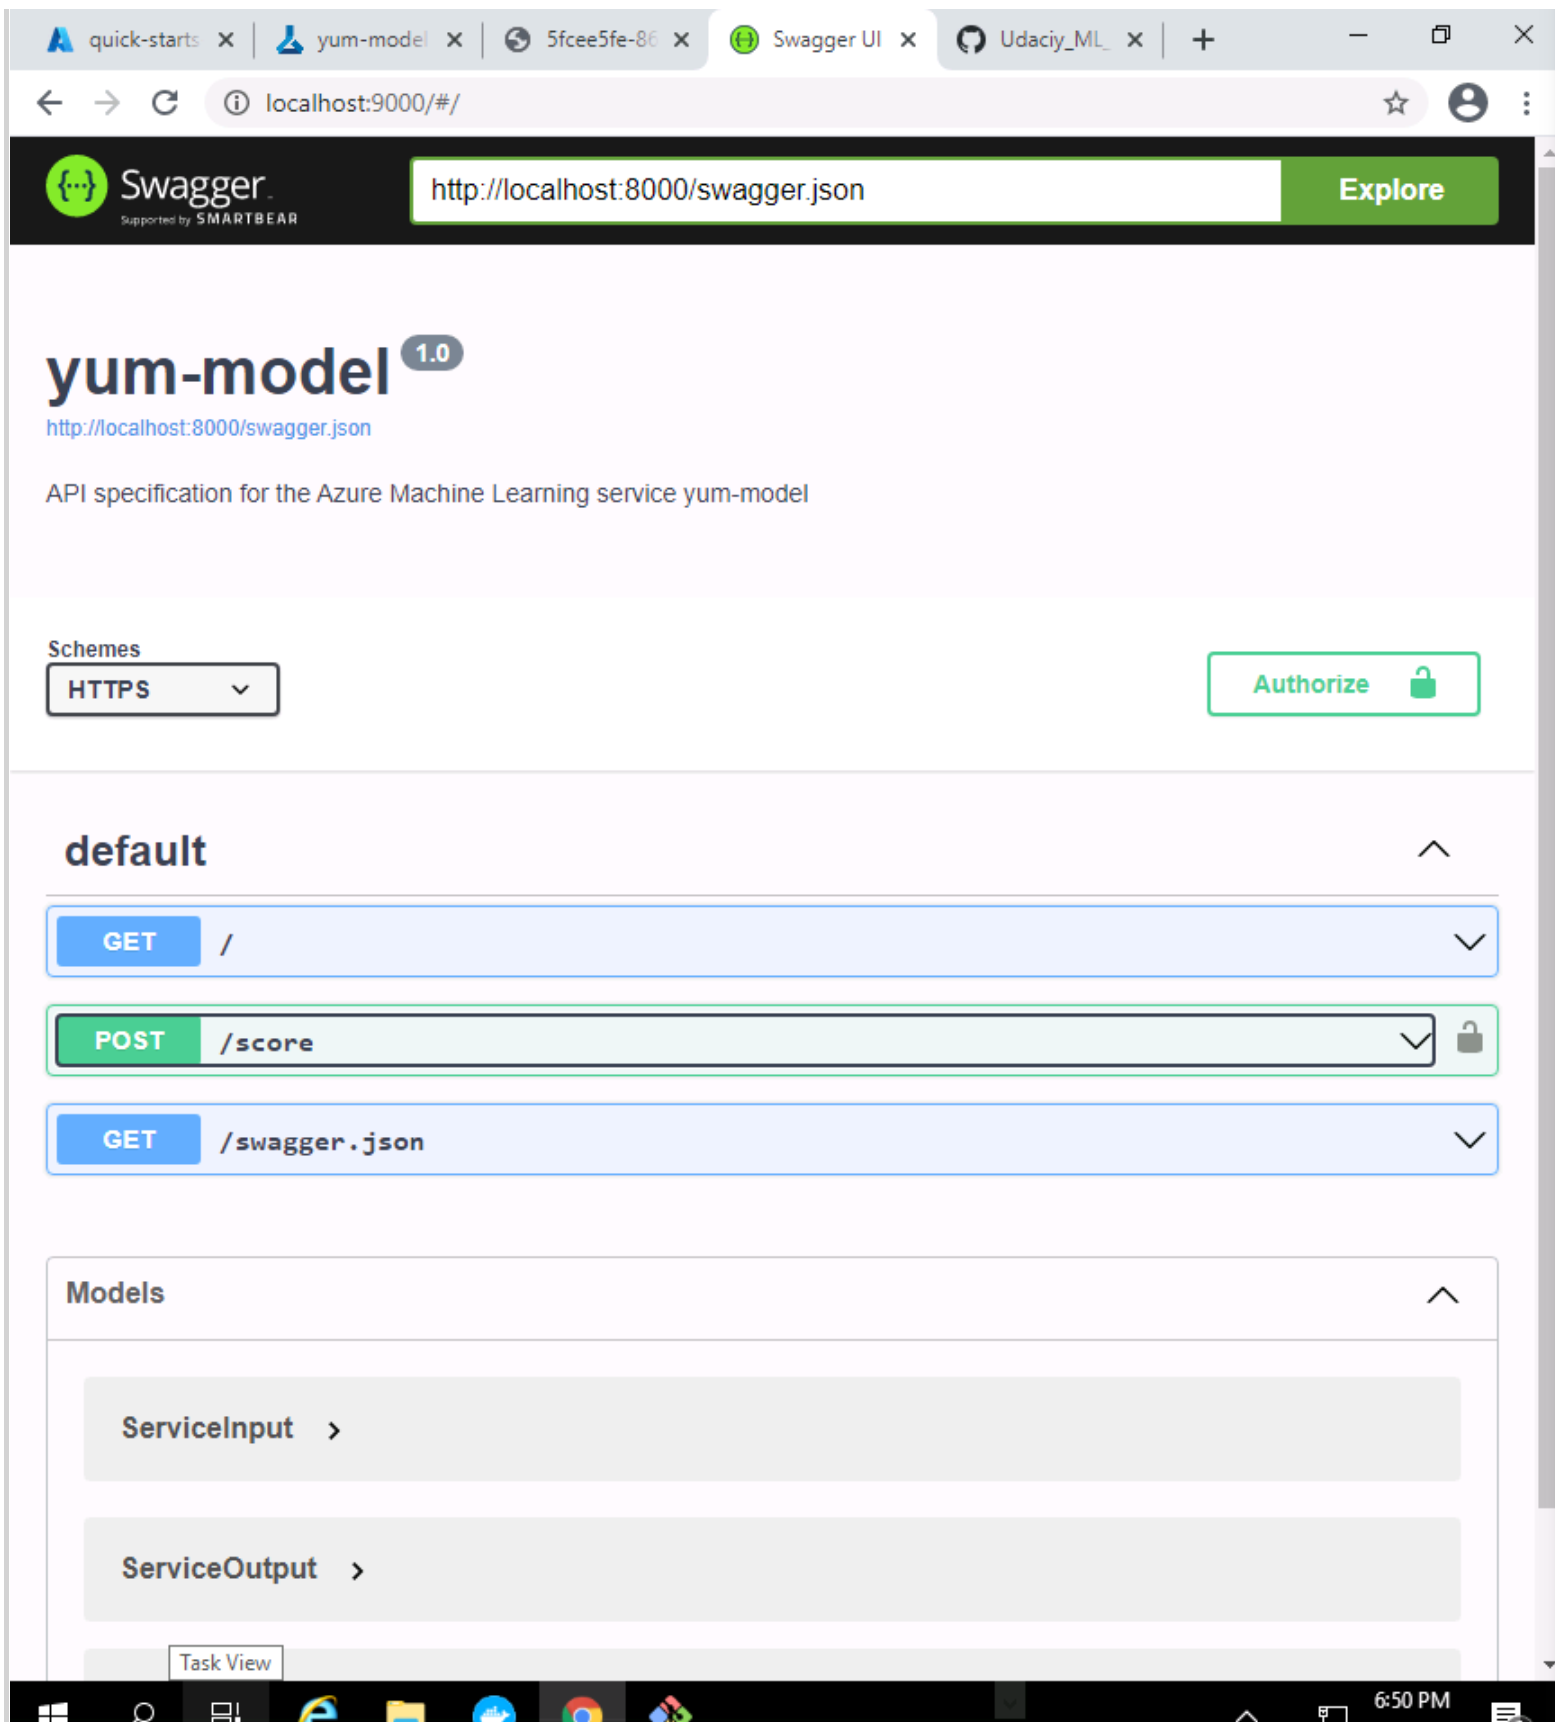 quick-starts
yum-model
5fcee5fe-86
Swagger UI
Udaciy_ML_
localhost:9000/#/
Swagger
Supported by SMARTBEAR
http://localhost:8000/swagger.json
Explore
yum-model 1.0
http://localhost:8000/swagger.json
API specification for the Azure Machine Learning service yum-model
Schemes
HTTPS
Authorize
default
GET /
POST /score
GET /swagger.json
Models
ServiceInput
ServiceOutput
Task View
6:50 PM